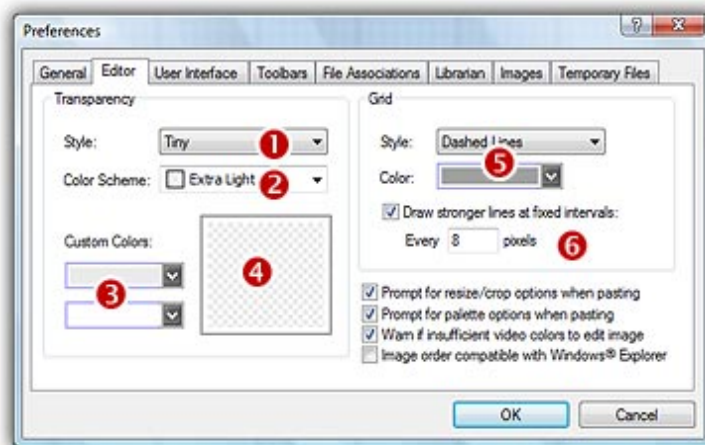 Preferences
General Editor User Interface Toolbars File Associations Librarian Images Temporary Files
Transparency
Style: Tiny 1
Color Scheme: Extra Light 2
Custom Colors:
3
4
Grid
Style: Dashed Lines
Color: 5
Draw stronger lines at fixed intervals:
Every 8 pixels 6
Prompt for resize/crop options when pasting
Prompt for palette options when pasting
Warn if insufficient video colors to edit image
Image order compatible with Windows® Explorer
OK Cancel